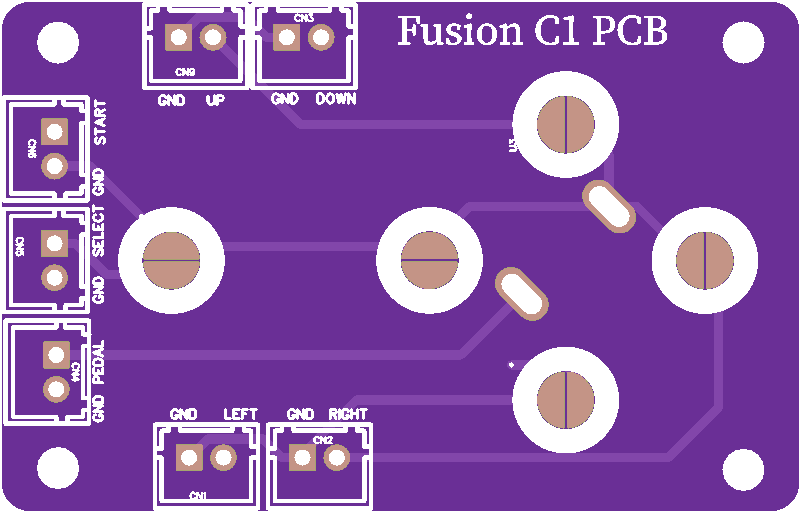 Fusion C1 PCB
CN9
CN3
GND UP
GND DOWN
START
CN6
GND
SELECT
CN5
GND
PEDAL
CN4
GND
GND LEFT
GND RIGHT
CN2
CN1